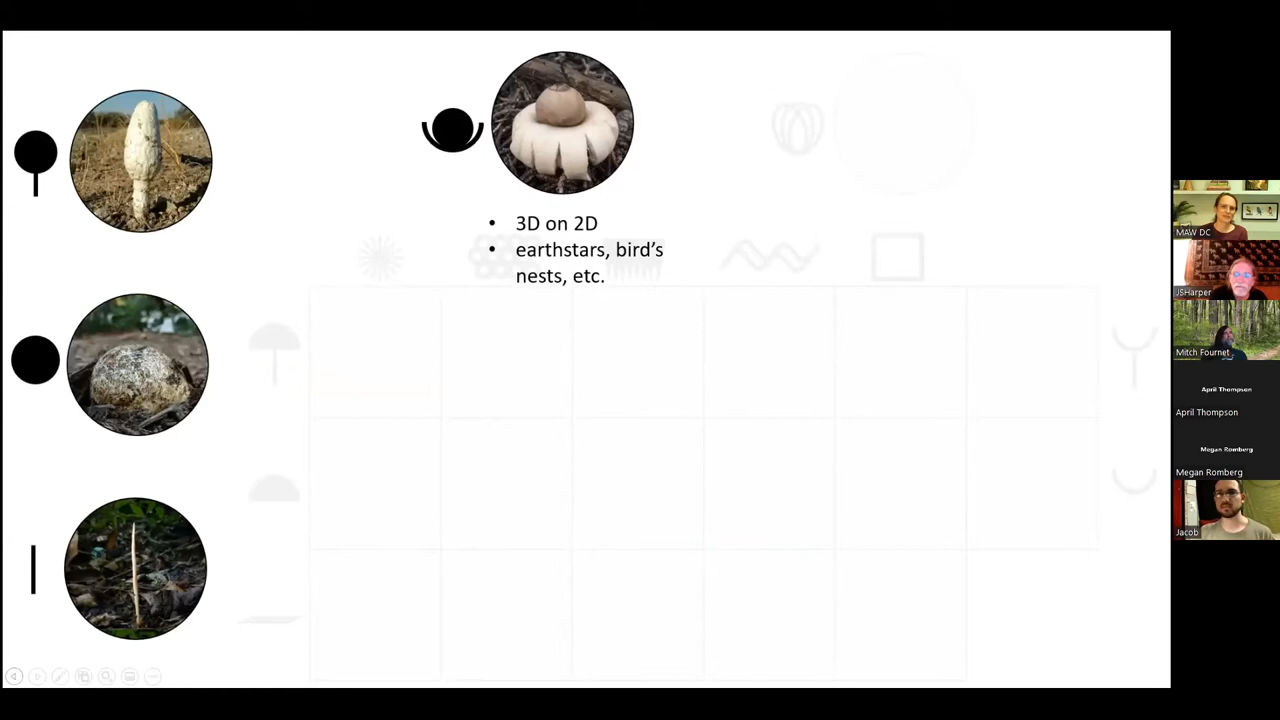 • 3D on 2D
• earthstars, bird's
nests, etc.
MAW DC
JSHarper
Mitch Fournet
April Thompson
April Thompson
Megan Romberg
Megan Romberg
Jacob